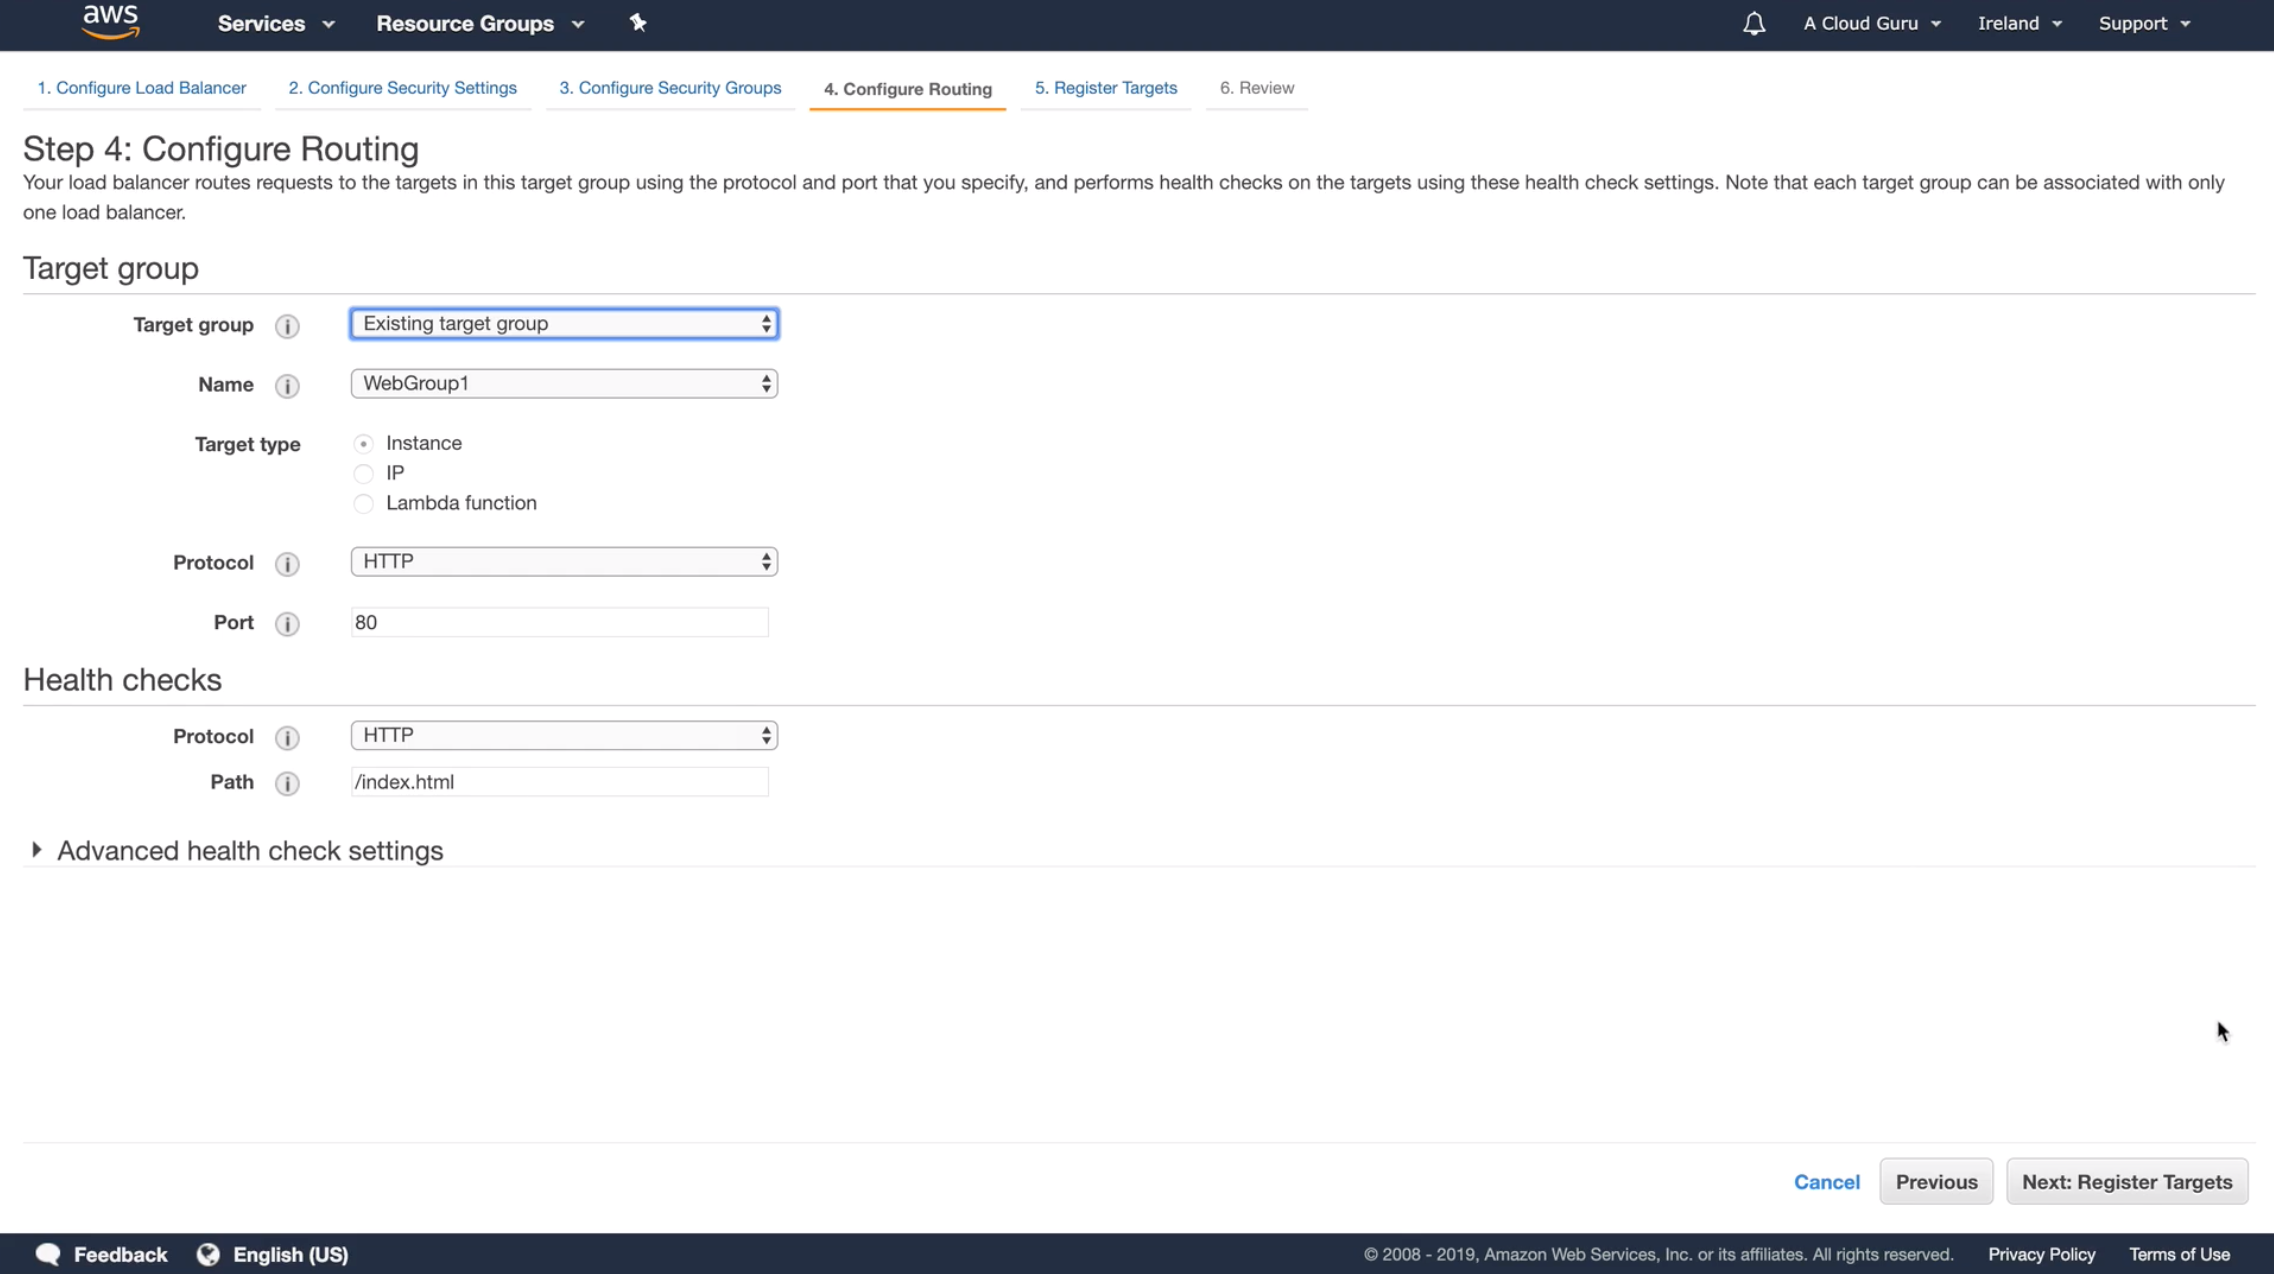 aws Services Resource Groups A Cloud Guru Ireland Support
1. Configure Load Balancer 2. Configure Security Settings 3. Configure Security Groups 4. Configure Routing 5. Register Targets 6. Review
Step 4: Configure Routing
Your load balancer routes requests to the targets in this target group using the protocol and port that you specify, and performs health checks on the targets using these health check settings. Note that each target group can be associated with only
one load balancer.
Target group
Target group i Existing target group
Name i WebGroup1
Target type Instance
IP
Lambda function
Protocol i HTTP
Port i 80
Health checks
Protocol i HTTP
Path i /index.html
Advanced health check settings
Cancel Previous Next: Register Targets
Feedback English (US) © 2008 - 2019, Amazon Web Services, Inc. or its affiliates. All rights reserved. Privacy Policy Terms of Use